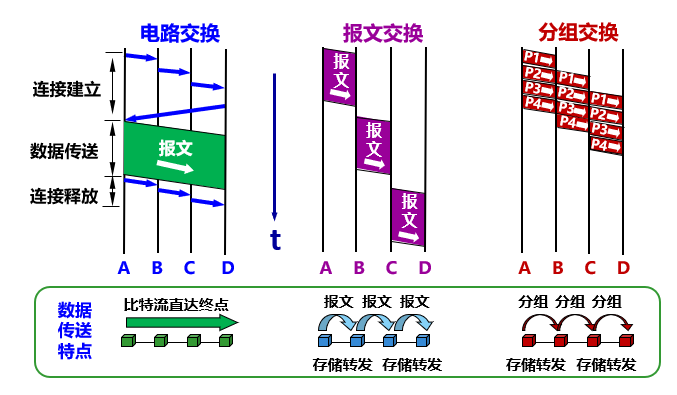 电路交换
报文交换
分组交换
连接建立
数据传送
连接释放
报文
t
报文
报文
报文
P1
P2
P3
P4
P1
P2
P3
P4
P1
P2
P3
P4
A B C D
A B C D
A B C D
数据
传送
特点
比特流直达终点
报文 报文 报文
存储转发 存储转发
分组 分组 分组
存储转发 存储转发